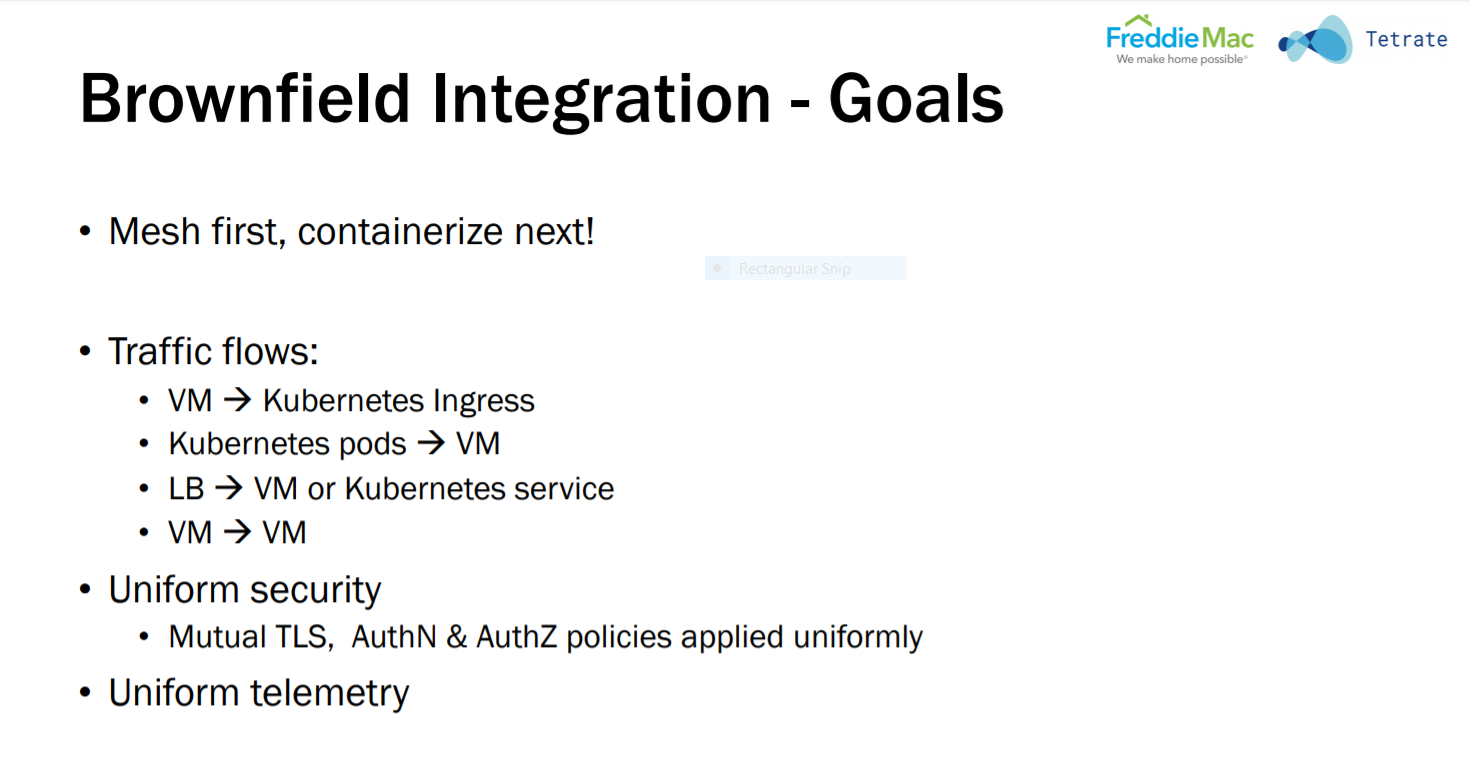 FreddieMac
We make home possible®
Tetrate
Brownfield Integration - Goals
• Mesh first, containerize next!
Rectangular Snip
• Traffic flows:
• VM → Kubernetes Ingress
• Kubernetes pods → VM
• LB → VM or Kubernetes service
• VM → VM
• Uniform security
• Mutual TLS,  AuthN & AuthZ policies applied uniformly
• Uniform telemetry